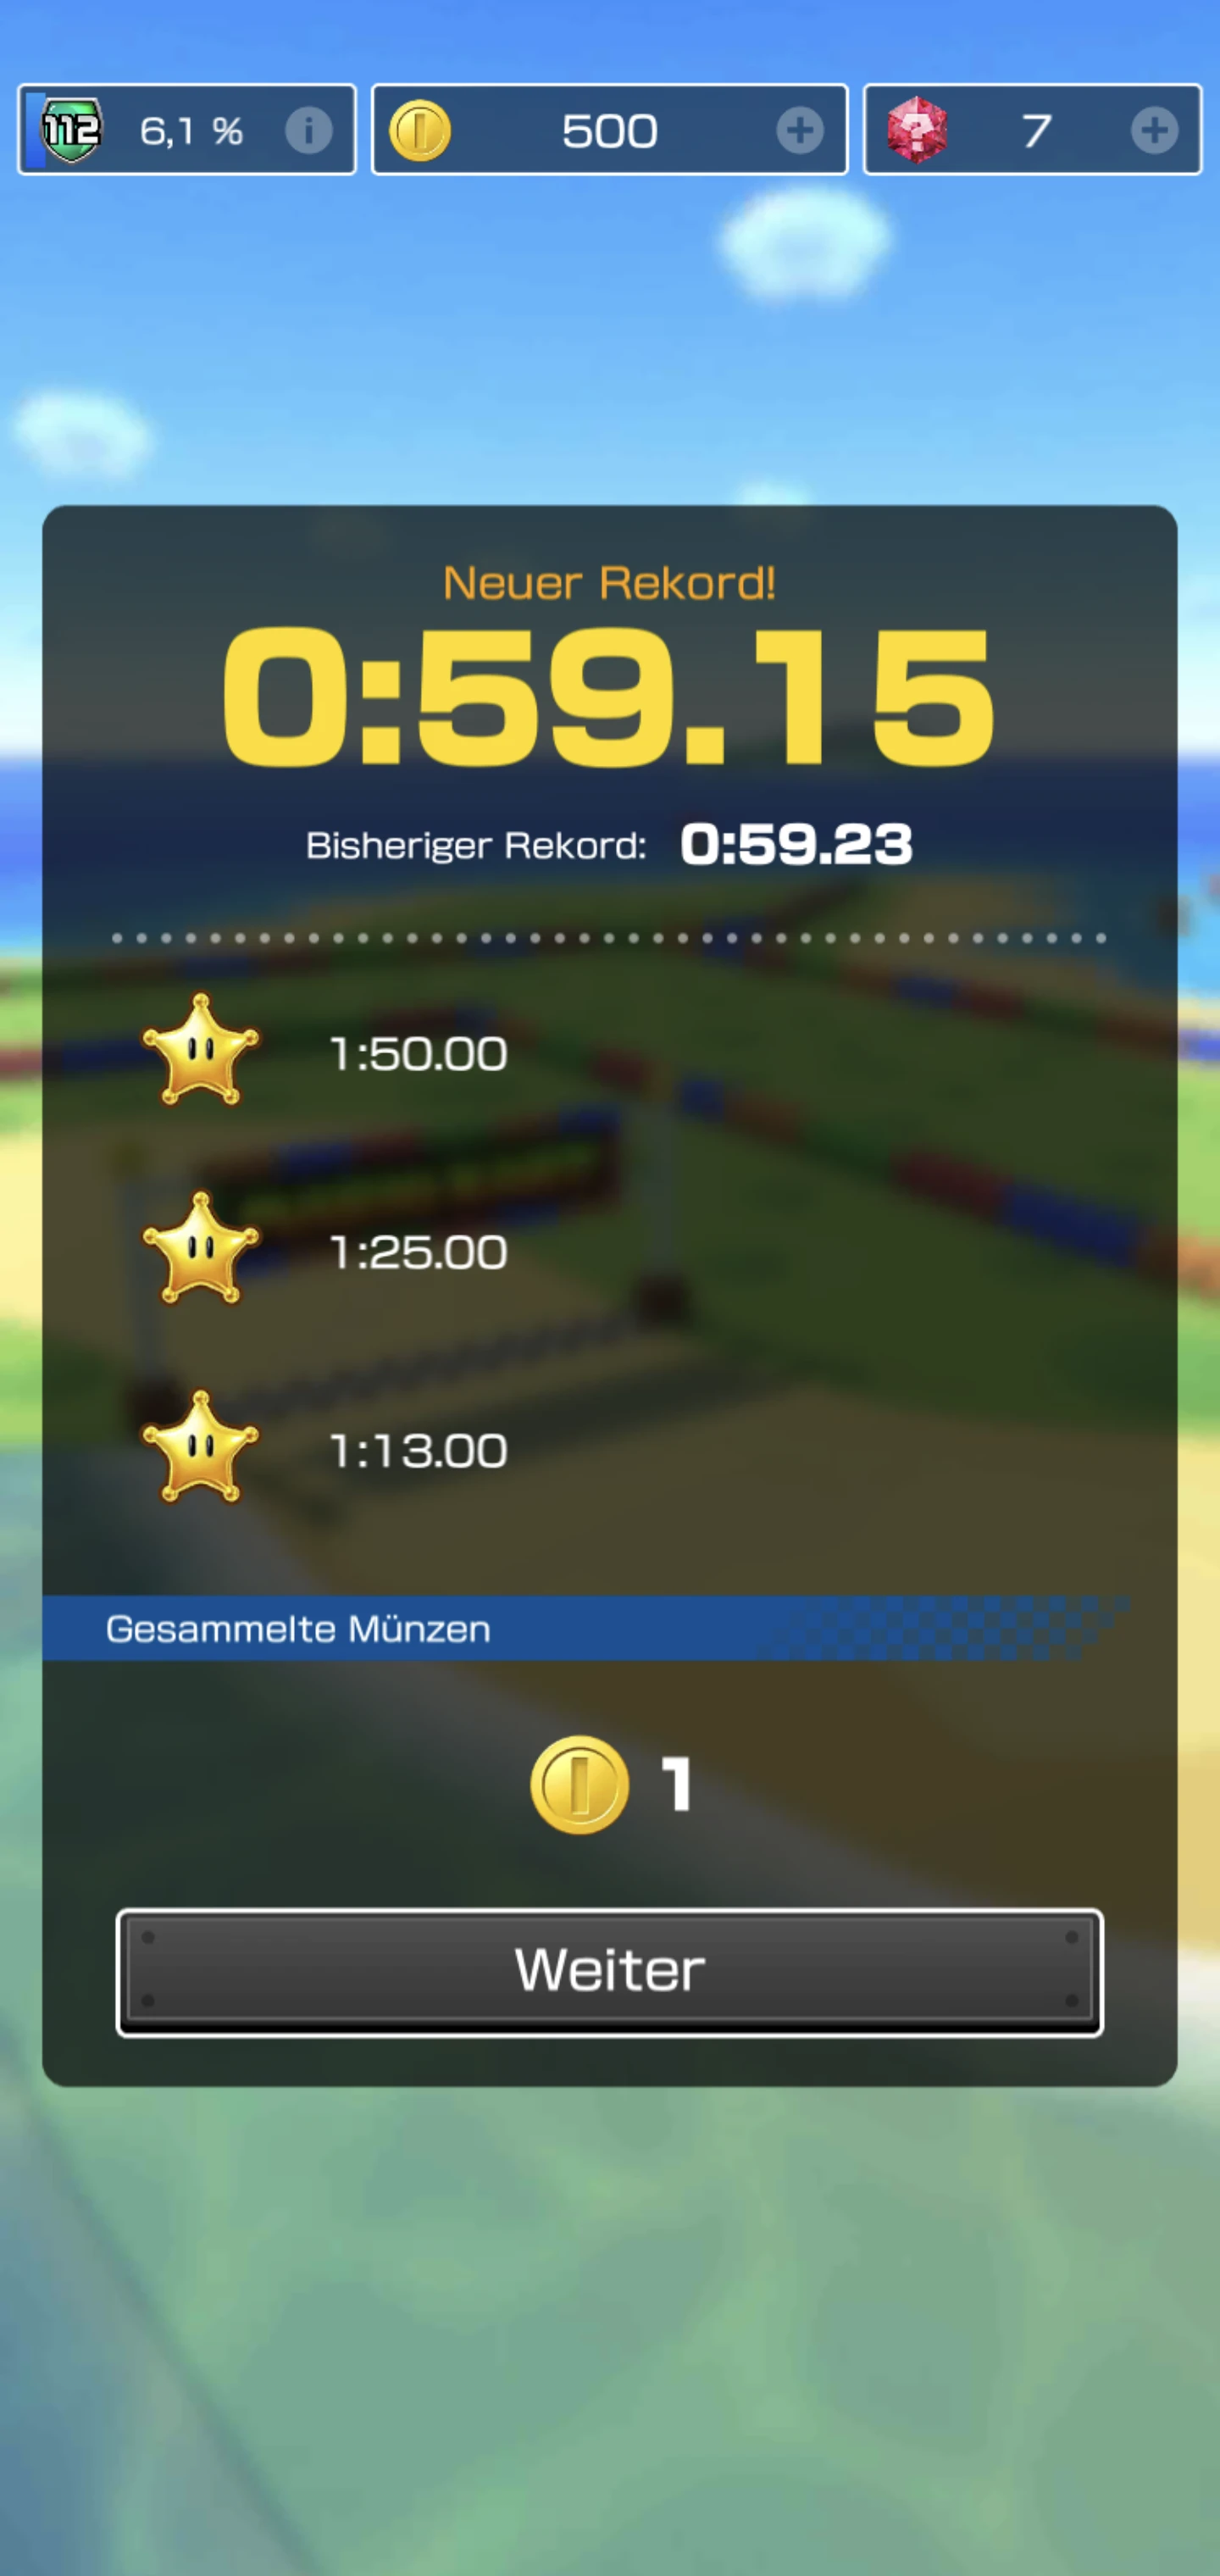 112 6,1 % i 500 + ? 7 +
Neuer Rekord!
0:59.15
Bisheriger Rekord: 0:59.23
1:50.00
1:25.00
1:13.00
Gesammelte Münzen
1
Weiter